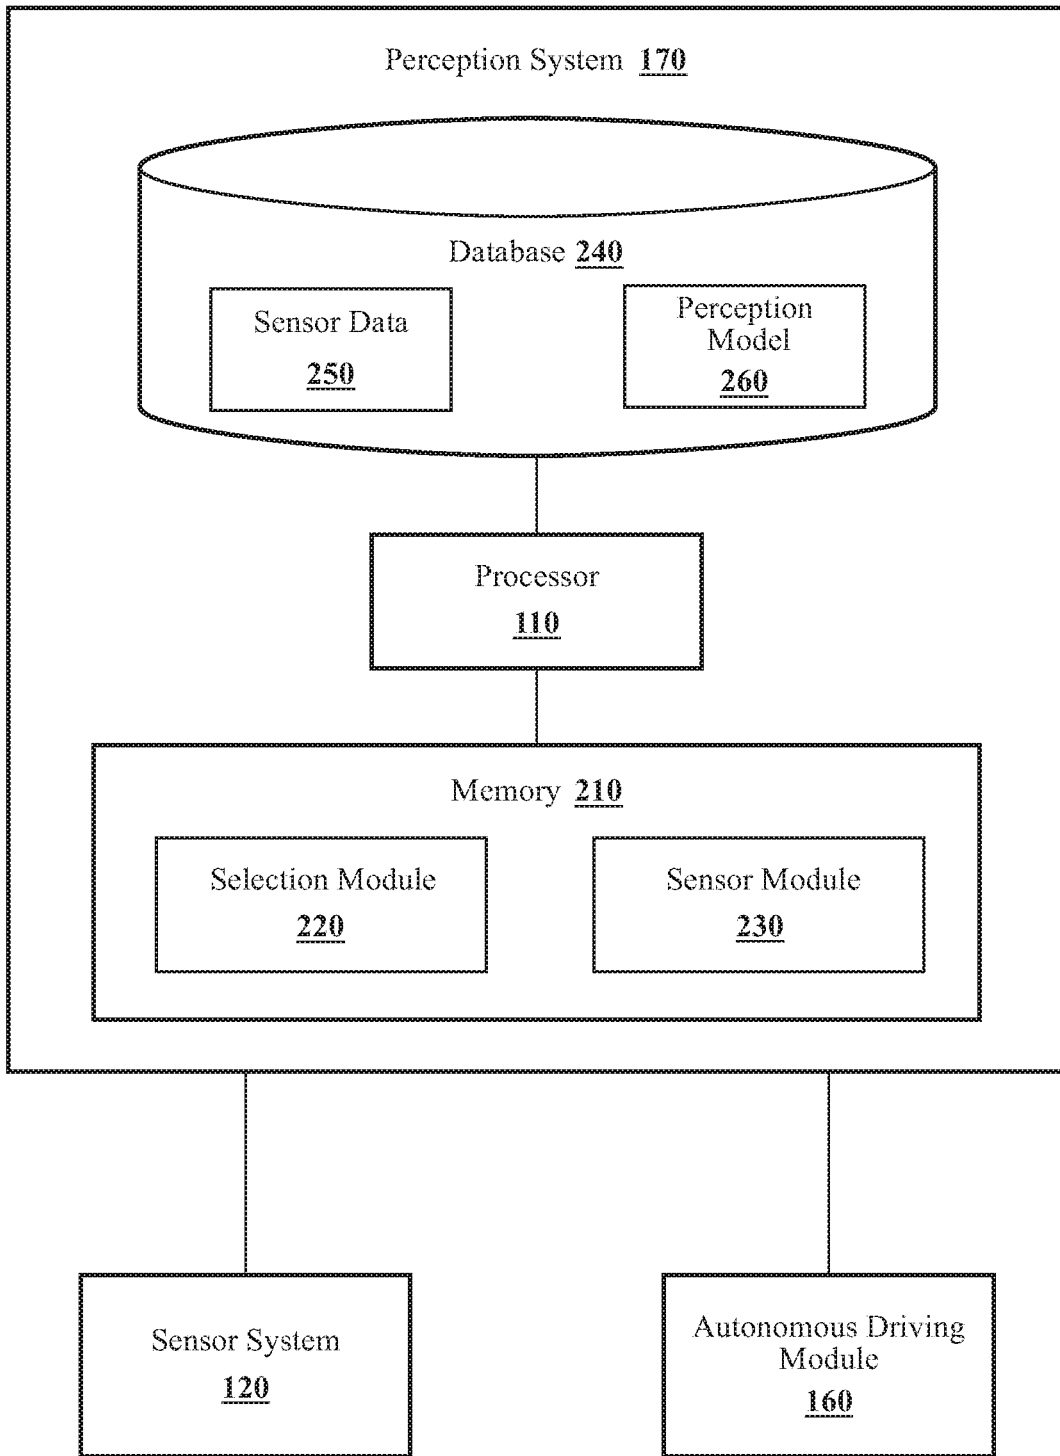 Perception System 170
Database 240
Sensor Data
250
Perception
Model
260
Processor
110
Memory 210
Selection Module
220
Sensor Module
230
Sensor System
120
Autonomous Driving
Module
160